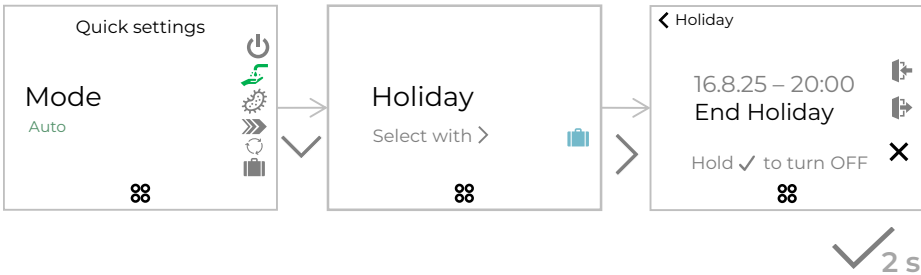 Quick settings
Mode
Auto
Holiday
Select with >
Holiday
16.8.25 – 20:00
End Holiday
Hold ✓ to turn OFF
2 s